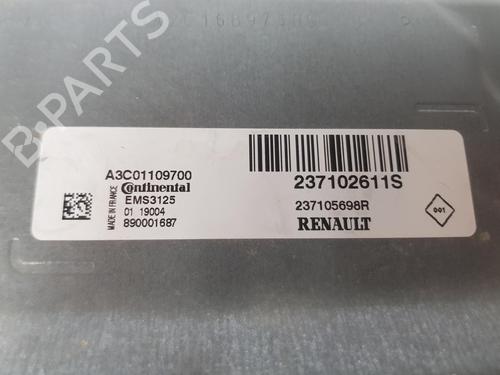 B-PARTS
A3C01109700
Continental
EMS3125
01 19004
890001687
MADE IN FRANCE
237102611S
237105698R
RENAULT
001